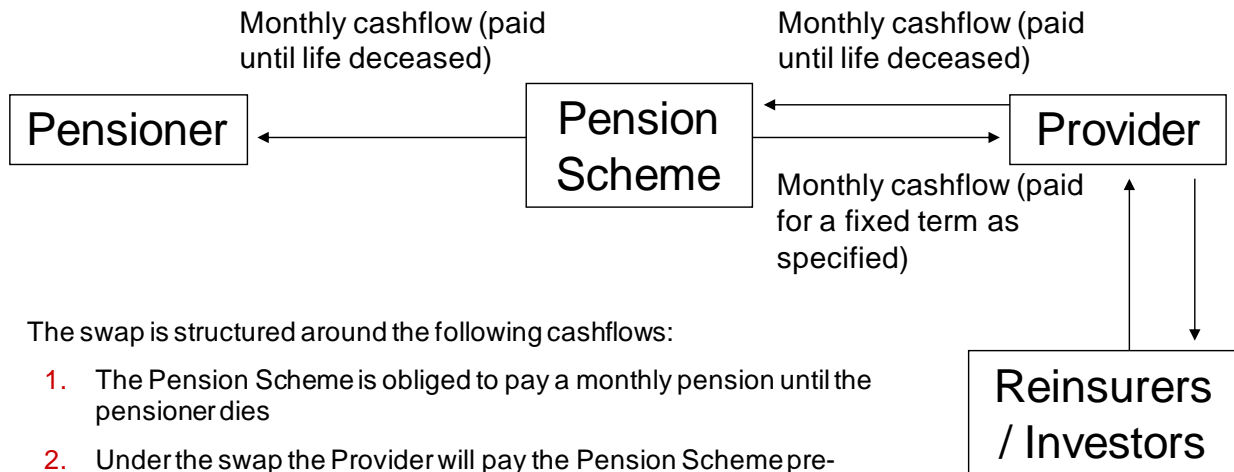 Monthly cashflow (paid
until life deceased)
Monthly cashflow (paid
until life deceased)
Pensioner
Pension
Scheme
Provider
Monthly cashflow (paid
for a fixed term as
specified)
The swap is structured around the following cashflows:
1. The Pension Scheme is obliged to pay a monthly pension until the
pensioner dies
2. Under the swap the Provider will pay the Pension Scheme pre-
Reinsurers
/ Investors